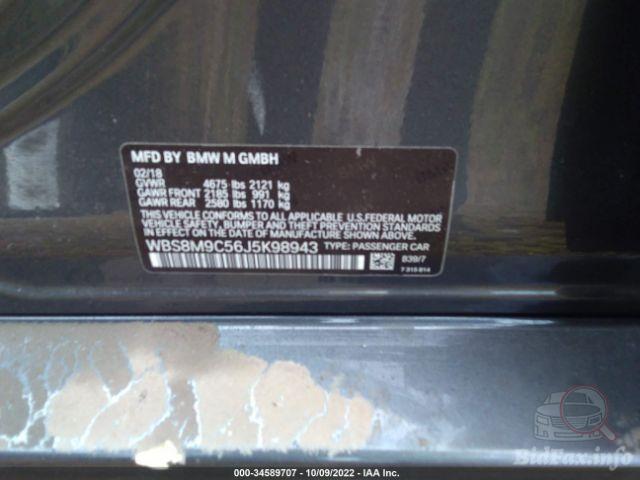 MFD BY BMW M GMBH
02/18
GVWR 4675 lbs 2121 kg
GAWR FRONT 2185 lbs 991 kg
GAWR REAR 2580 lbs 1170 kg
THIS VEHICLE CONFORMS TO ALL APPLICABLE U.S.FEDERAL MOTOR
VEHICLE SAFETY, BUMPER, AND THEFT PREVENTION STANDARDS
IN EFFECT ON THE DATE OF MANUFACTURE SHOWN ABOVE.
WBS8M9C56J5K98943 TYPE: PASSENGER CAR
B39/7
7 315 814
BidFax.info
000-34589707 - 10/09/2022 - IAA Inc.